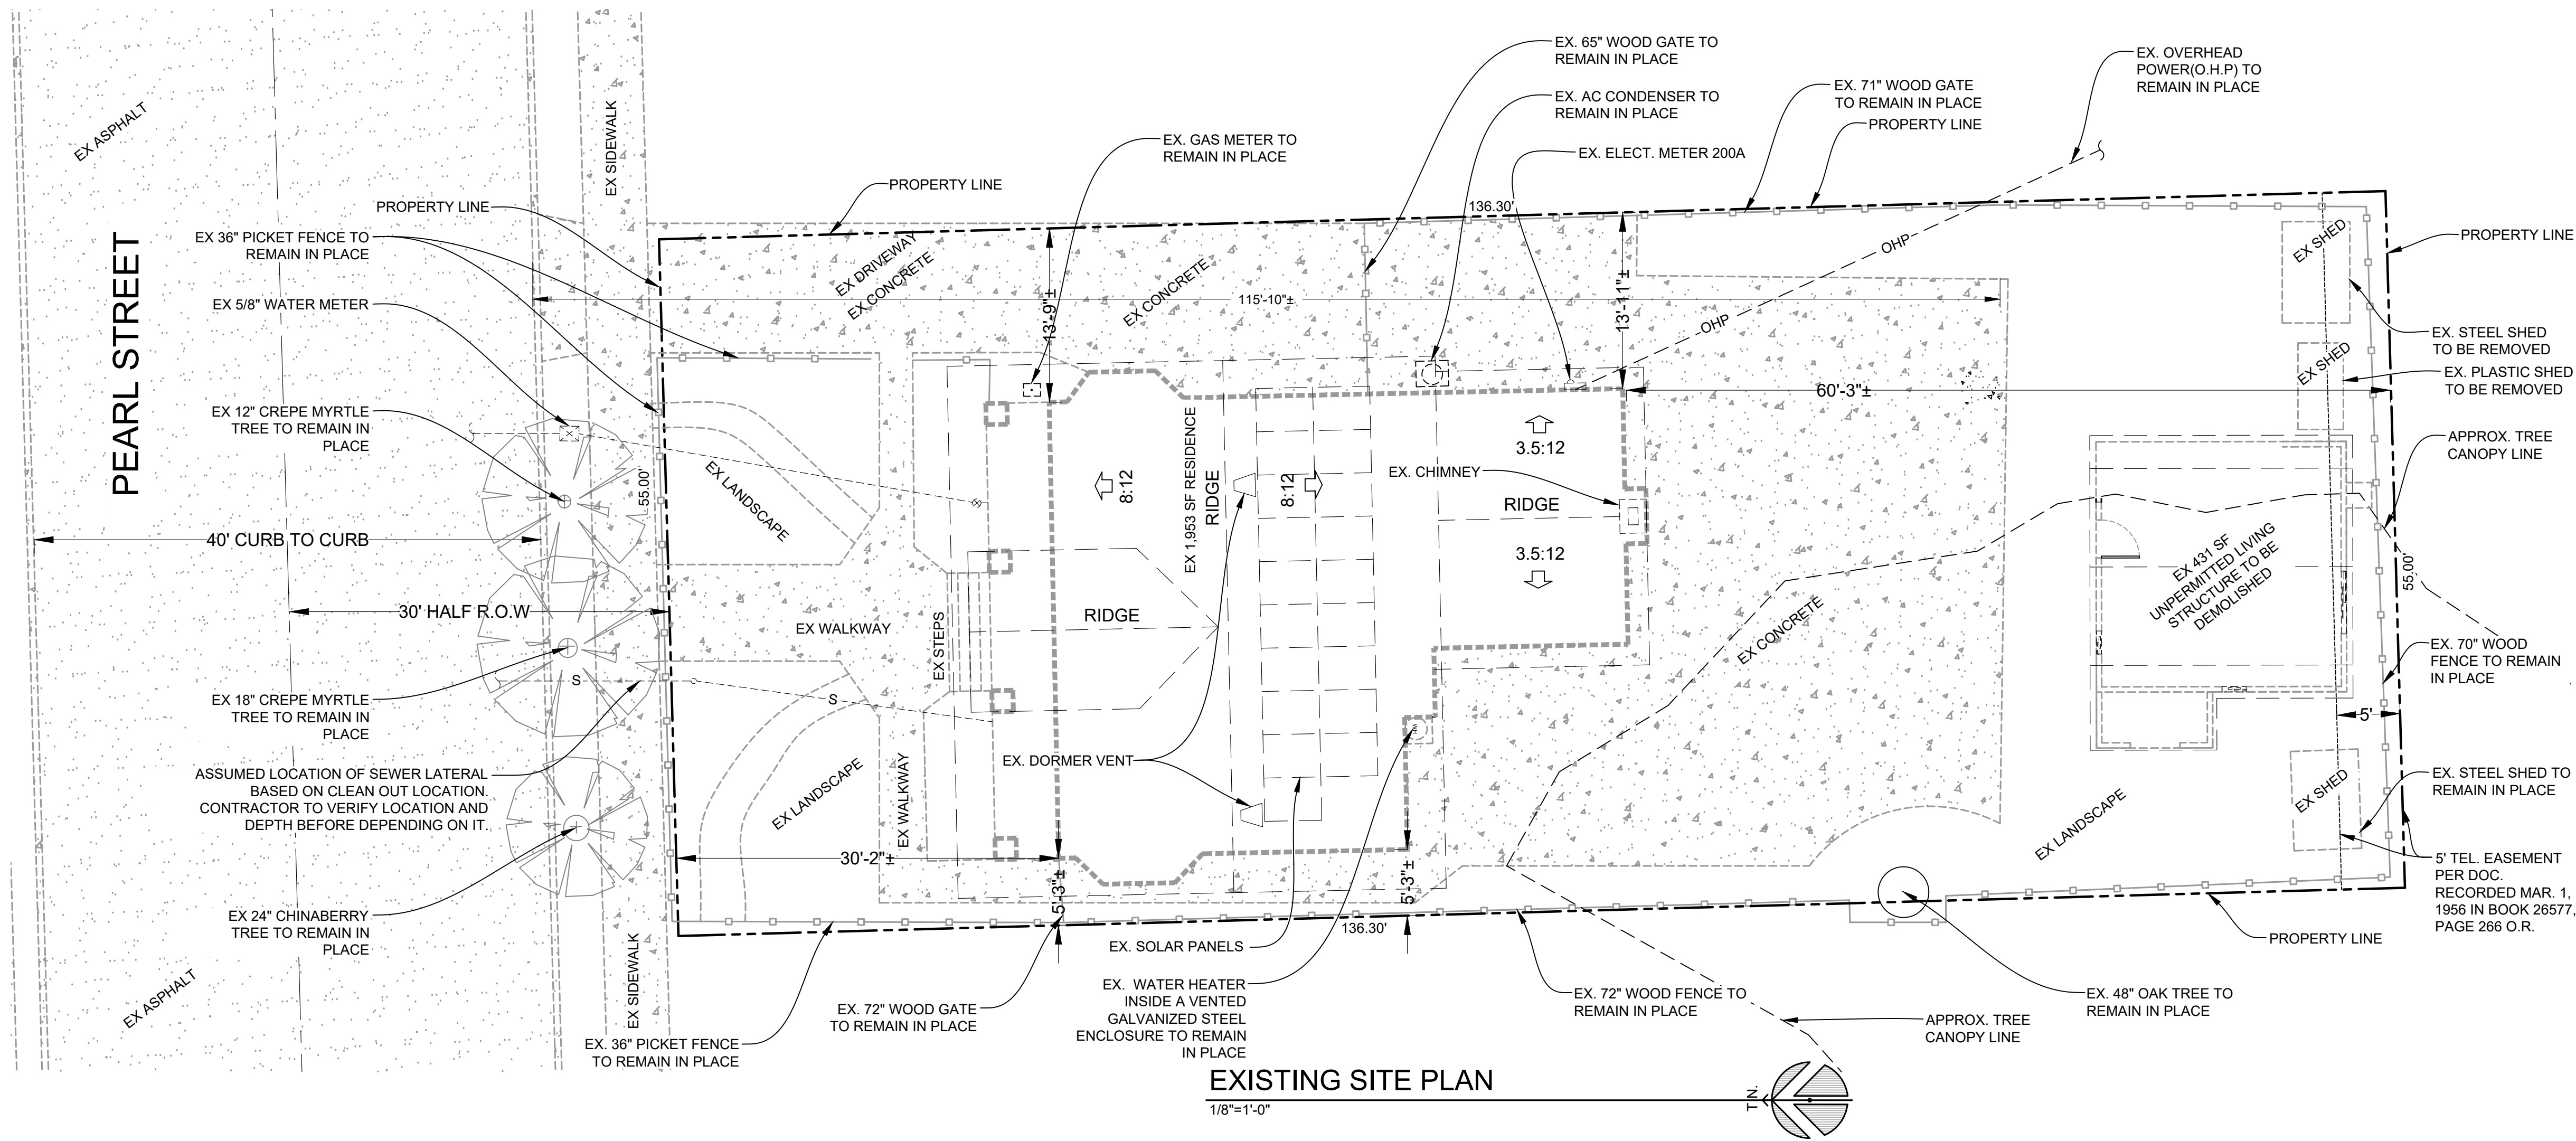 EX ASPHALT
EX SIDEWALK
PEARL STREET
PROPERTY LINE
EX 36" PICKET FENCE TO
REMAIN IN PLACE
EX 5/8" WATER METER
EX 12" CREPE MYRTLE
TREE TO REMAIN IN
PLACE
40' CURB TO CURB
30' HALF R.O.W
EX 18" CREPE MYRTLE
TREE TO REMAIN IN
PLACE
ASSUMED LOCATION OF SEWER LATERAL
BASED ON CLEAN OUT LOCATION.
CONTRACTOR TO VERIFY LOCATION AND
DEPTH BEFORE DEPENDING ON IT.
EX 24" CHINABERRY
TREE TO REMAIN IN
PLACE
EX ASPHALT
EX SIDEWALK
EX. 36" PICKET FENCE
TO REMAIN IN PLACE
PROPERTY LINE
EX. GAS METER TO
REMAIN IN PLACE
EX. 65" WOOD GATE TO
REMAIN IN PLACE
EX. AC CONDENSER TO
REMAIN IN PLACE
EX. ELECT. METER 200A
EX. 71" WOOD GATE
TO REMAIN IN PLACE
PROPERTY LINE
EX. OVERHEAD
POWER(O.H.P) TO
REMAIN IN PLACE
136.30'
EX DRIVEWAY
EX CONCRETE
13'-9"±
EX CONCRETE
115'-10"±
13'-11"±
OHP
OHP
60'-3"±
55.00'
EX LANDSCAPE
8:12
EX 1,953 SF RESIDENCE
RIDGE
8:12
3.5:12
EX. CHIMNEY
RIDGE
3.5:12
RIDGE
EX WALKWAY
EX STEPS
S
S
EX. DORMER VENT
WH
EX LANDSCAPE
EX WALKWAY
30'-2"±
5'-3"±
5'-3"±
136.30'
EX. SOLAR PANELS
EX. 72" WOOD GATE
TO REMAIN IN PLACE
EX. WATER HEATER
INSIDE A VENTED
GALVANIZED STEEL
ENCLOSURE TO REMAIN
IN PLACE
EX. 72" WOOD FENCE TO
REMAIN IN PLACE
APPROX. TREE
CANOPY LINE
EX. 48" OAK TREE TO
REMAIN IN PLACE
PROPERTY LINE
EX CONCRETE
EX LANDSCAPE
EX SHED
EX SHED
EX 431 SF
UNPERMITTED LIVING
STRUCTURE TO BE
DEMOLISHED
EX SHED
5'
55.00'
PROPERTY LINE
EX. STEEL SHED
TO BE REMOVED
EX. PLASTIC SHED
TO BE REMOVED
APPROX. TREE
CANOPY LINE
EX. 70" WOOD
FENCE TO REMAIN
IN PLACE
EX. STEEL SHED TO
REMAIN IN PLACE
5' TEL. EASEMENT
PER DOC.
RECORDED MAR. 1,
1956 IN BOOK 26577,
PAGE 266 O.R.
EXISTING SITE PLAN
1/8"=1'-0"
T.N.